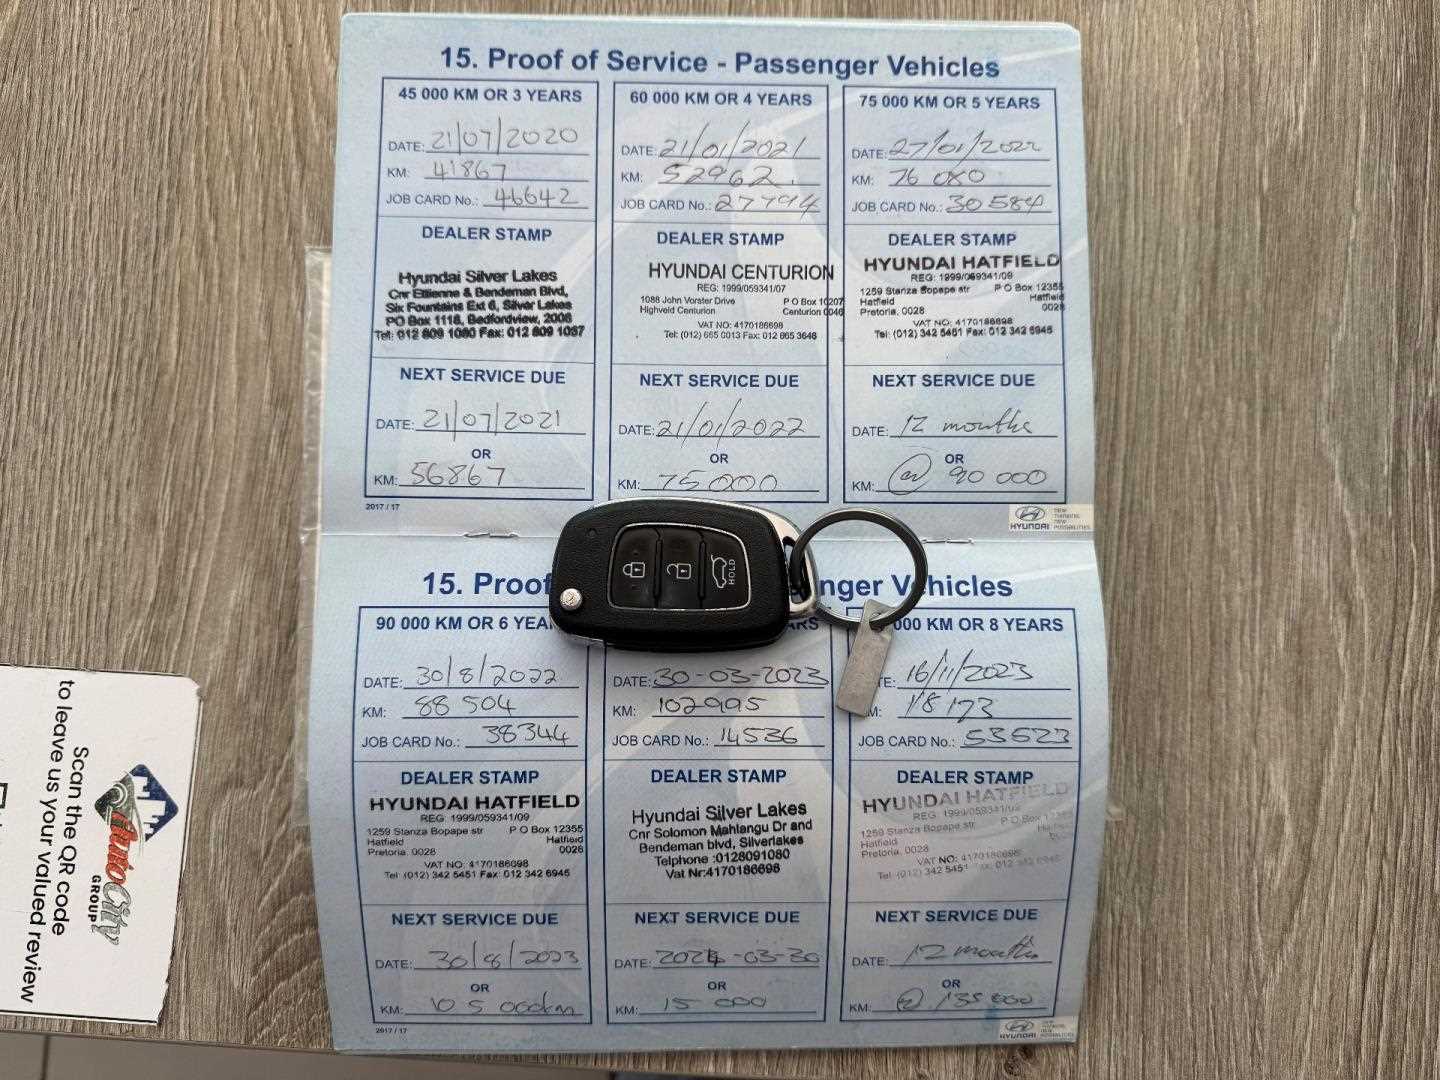 15. Proof of Service - Passenger Vehicles
45 000 KM OR 3 YEARS
DATE: 21/07/2020
KM: 41867
JOB CARD No.: 46642
DEALER STAMP
Hyundai Silver Lakes
Cnr Ettienne & Bendeman Blvd,
Six Fountains Ext 6, Silver Lakes
PO Box 1118, Bedfordview, 2008
Tel: 012 809 1080 Fax: 012 809 1087
NEXT SERVICE DUE
DATE: 21/07/2021
OR
KM: 56867
2017 / 17
60 000 KM OR 4 YEARS
DATE: 21/01/2021
KM: 52962.
JOB CARD No.: 27794
DEALER STAMP
HYUNDAI CENTURION
REG: 1999/059341/07
1088 John Vorster Drive P O Box 10207
Highveld Centurion Centurion 0046
VAT NO: 4170186698
Tel: (012) 665 0013 Fax: 012 665 3646
NEXT SERVICE DUE
DATE: 21/01/2022
OR
KM: 75000
75 000 KM OR 5 YEARS
DATE: 27/01/2022
KM: 76 080
JOB CARD No.: 30584
DEALER STAMP
HYUNDAI HATFIELD
REG: 1999/059341/09
1259 Stanza Bopape str P O Box 12355
Hatfield Hatfield
Pretoria, 0028 0028
VAT NO: 4170186698
Tel: (012) 342 5451 Fax: 012 342 6945
NEXT SERVICE DUE
DATE: 12 months
OR
KM: @ 90 000
HYUNDAI NEW THINKING. NEW POSSIBILITIES.
15. Proof nger Vehicles
90 000 KM OR 6 YEA
DATE: 30/8/2022
KM: 88 504
JOB CARD No.: 38344
DEALER STAMP
HYUNDAI HATFIELD
REG: 1999/059341/09
1259 Stanza Bopape str P O Box 12355
Hatfield Hatfield
Pretoria, 0028 0028
VAT NO: 4170186698
Tel: (012) 342 5451 Fax: 012 342 6945
NEXT SERVICE DUE
DATE: 30/8/2023
OR
KM: 105 000km
2017 / 17
ARS
DATE: 30-03-2023
KM: 102995
JOB CARD No.: 14536
DEALER STAMP
Hyundai Silver Lakes
Cnr Solomon Mahlangu Dr and
Bendeman blvd, Silverlakes
Telphone :0128091080
Vat Nr:4170186698
NEXT SERVICE DUE
DATE: 2024-03-30
OR
KM: 15 000
000 KM OR 8 YEARS
TE: 16/11/2023
M: 118 173
JOB CARD No.: 53623
DEALER STAMP
HYUNDAI HATFIELD
REG: 1999/059341/09
1259 Stanza Bopape str P O Box
Hatfield
Pretoria, 0028
VAT NO: 4170186698
Tel: (012) 342 5451 Fax: 012 342 6945
NEXT SERVICE DUE
DATE: 12 months
OR
KM: @ 135 000
HYUNDAI
HOLD
Scan the QR code
to leave us your valued review
AutoCity
GROUP